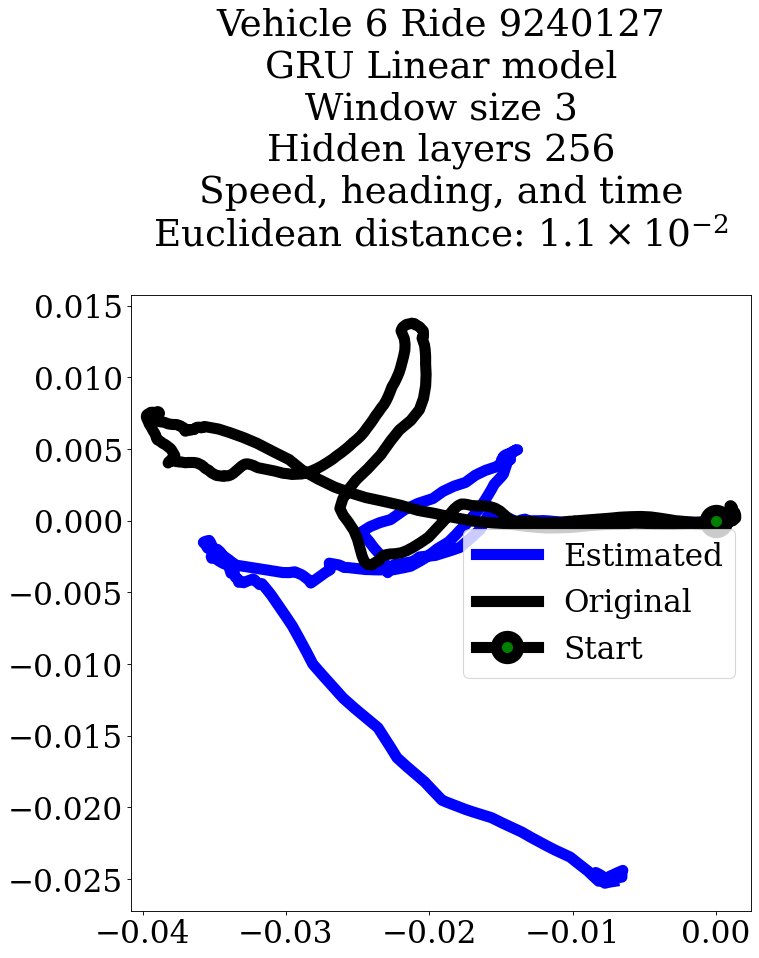 Vehicle 6 Ride 9240127
GRU Linear model
Window size 3
Hidden layers 256
Speed, heading, and time
Euclidean distance: 1.1 × 10⁻²
0.015
0.010
0.005
0.000
−0.005
−0.010
−0.015
−0.020
−0.025
Estimated
Original
Start
−0.04 −0.03 −0.02 −0.01 0.00